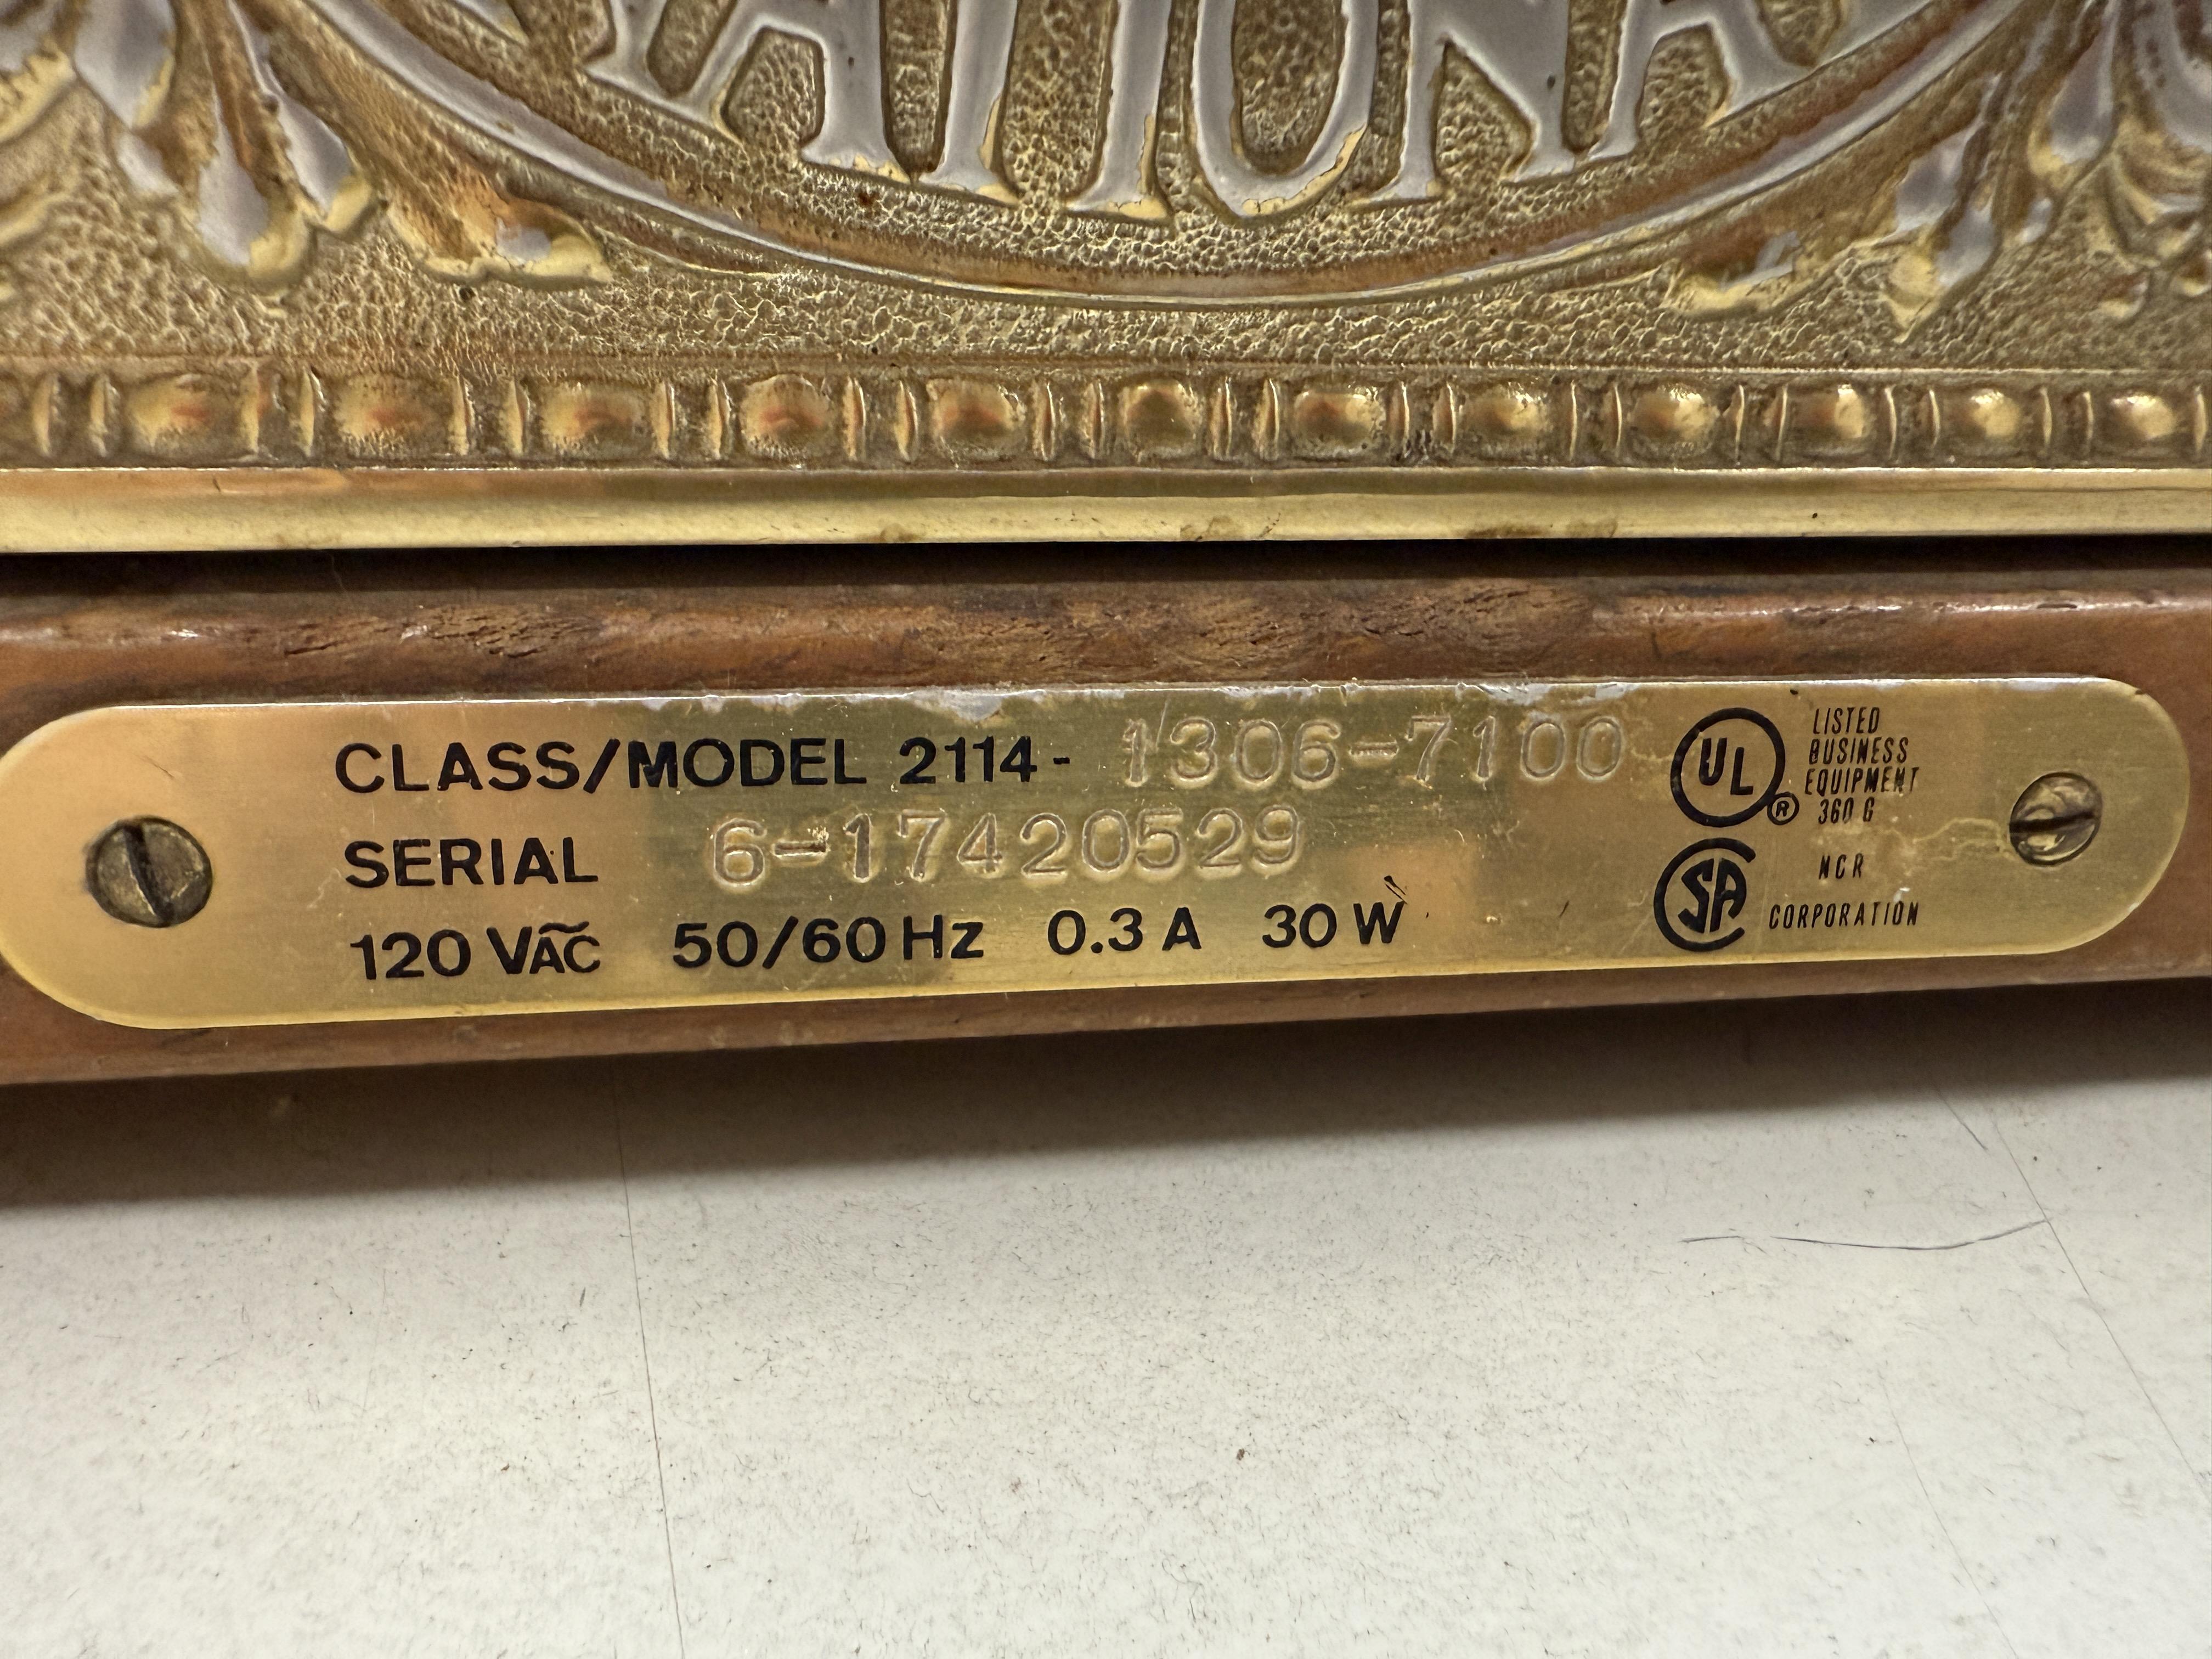 NATIONAL
CLASS/MODEL 2114- 1306-7100
SERIAL 6-17420529
120 VAC 50/60 Hz 0.3 A 30 W
UL ®
LISTED
BUSINESS
EQUIPMENT
360 G
SA
NCR
CORPORATION